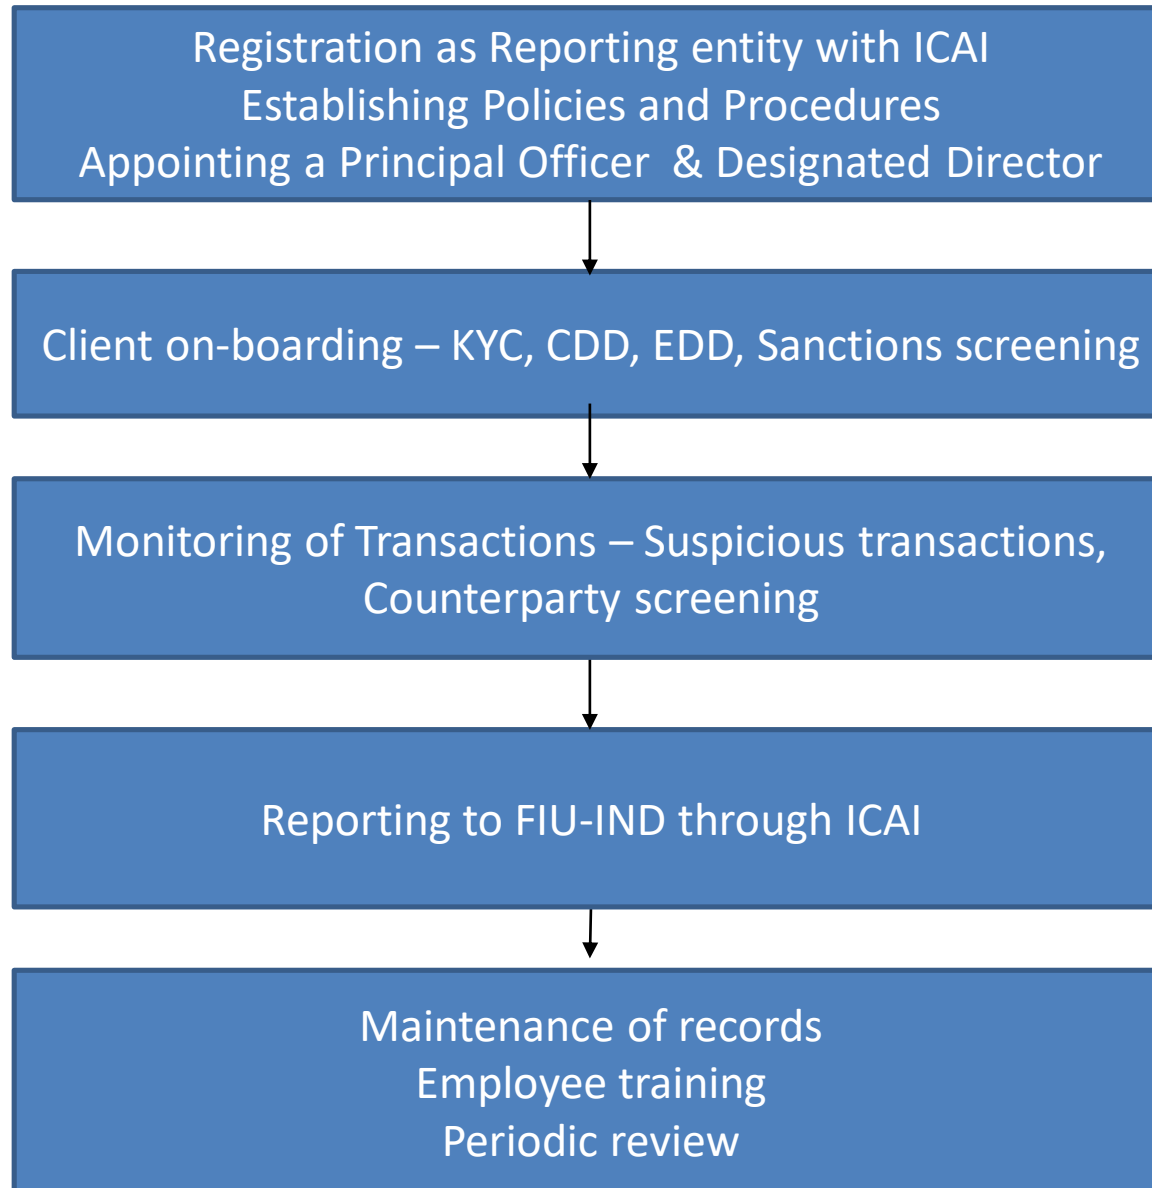 Registration as Reporting entity with ICAI
Establishing Policies and Procedures
Appointing a Principal Officer & Designated Director
Client on-boarding – KYC, CDD, EDD, Sanctions screening
Monitoring of Transactions – Suspicious transactions,
Counterparty screening
Reporting to FIU-IND through ICAI
Maintenance of records
Employee training
Periodic review